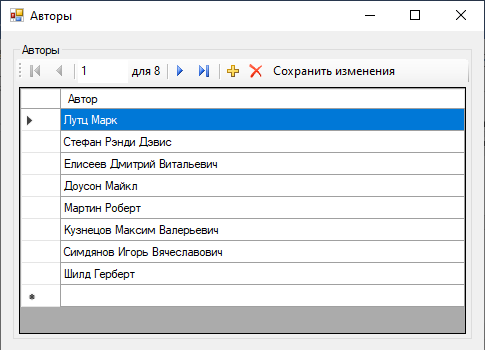 Авторы
Авторы
1 для 8 Сохранить изменения
Автор
Лутц Марк
Стефан Рэнди Дэвис
Елисеев Дмитрий Витальевич
Доусон Майкл
Мартин Роберт
Кузнецов Максим Валерьевич
Симдянов Игорь Вячеславович
Шилд Герберт